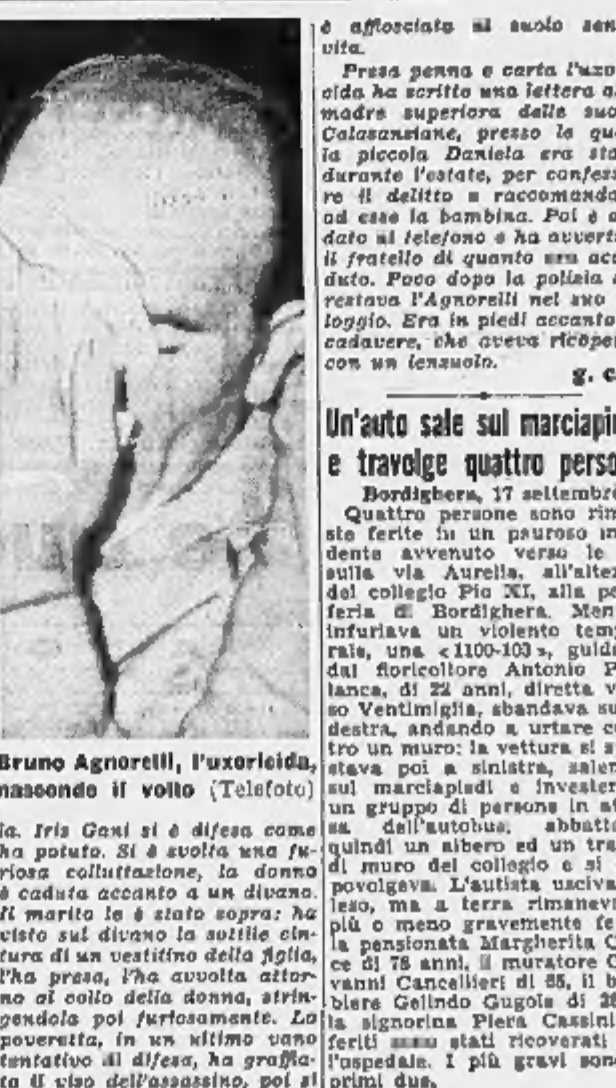 Bruno Agnorelli, l'uxoricida,
nasconde il volto (Telefoto)
la. Iris Gani si è difesa come
ha potuto. Si è svolta una fu-
riosa colluttazione, la donna
è caduta accanto a un divano.
Il marito le è stato sopra: ha
visto sul divano la sottile cin-
tura di un vestitino della figlia,
l'ha presa, l'ha avvolta attor-
no al collo della donna, strin-
gendola poi furiosamente. La
poveretta, in un ultimo vano
tentativo di difesa, ha graffia-
ta il viso dell'assassino, poi si
è afflosciata al suolo sen
vita.
Presa penna e carta l'uxo
cida ha scritto una lettera a
madre superiora delle suo
Calasanziane, presso le qu
la piccola Daniela era sta
durante l'estate, per confess
re il delitto e raccomanda
ad esse la bambina. Poi è a
dato al telefono e ha avvert
il fratello di quanto era acc
duto. Poco dopo la polizia a
restava l'Agnorelli nel suo
loggio. Era in piedi accanto
cadavere, che aveva ricoper
con un lenzuolo.
g. c
Un'auto sale sul marciapie
e travolge quattro perso
Bordighera, 17 settembre
Quattro persone sono rim
ste ferite in un pauroso in
dente avvenuto verso le
sulla via Aurelia, all'altez
del collegio Pio XI, alla pe
feria di Bordighera. Men
infuriava un violento temp
rale, una «1100-103», guid
dal floricoltore Antonio P
lanca, di 22 anni, diretta v
so Ventimiglia, sbandava su
destra, andando a urtare c
tro un muro: la vettura si s
stava poi a sinistra, salen
sul marciapiedi e invester
un gruppo di persone in at
sa dell'autobus, abbatte
quindi un albero ed un tra
di muro del collegio e si
povolgeva. L'autista usciva
leso, ma a terra rimanev
più o meno gravemente fe
la pensionata Margherita C
ce di 78 anni, il muratore G
vanni Cancellieri di 65, il b
biere Gelindo Gugole di 38
la signorina Piera Cassini
feriti sono stati ricoverati
l'ospedale. I più gravi son
primi due.